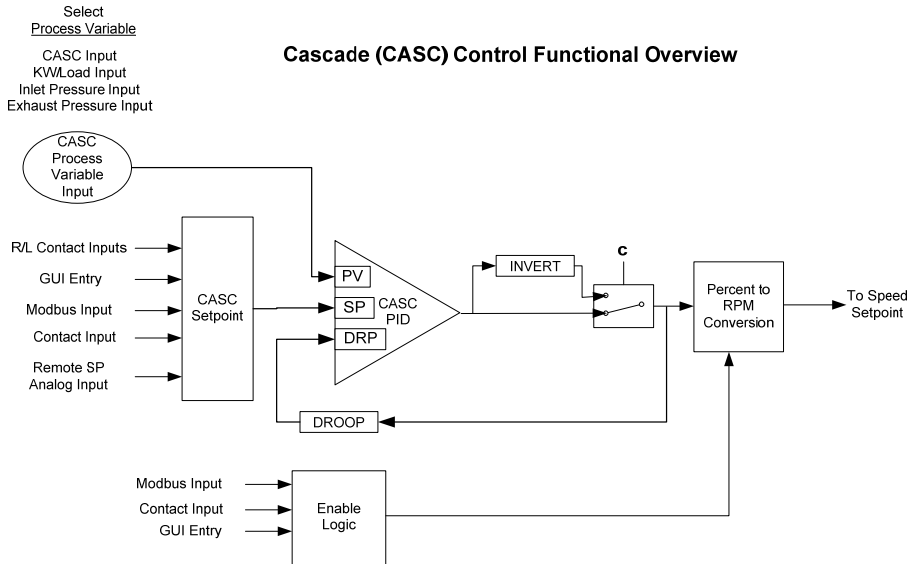 Select
Process Variable
CASC Input
KW/Load Input
Inlet Pressure Input
Exhaust Pressure Input
Cascade (CASC) Control Functional Overview
CASC
Process
Variable
Input
R/L Contact Inputs
GUI Entry
Modbus Input
Contact Input
Remote SP
Analog Input
CASC
Setpoint
PV
SP
DRP
CASC
PID
INVERT
C
Percent to
RPM
Conversion
To Speed
Setpoint
DROOP
Modbus Input
Contact Input
GUI Entry
Enable
Logic